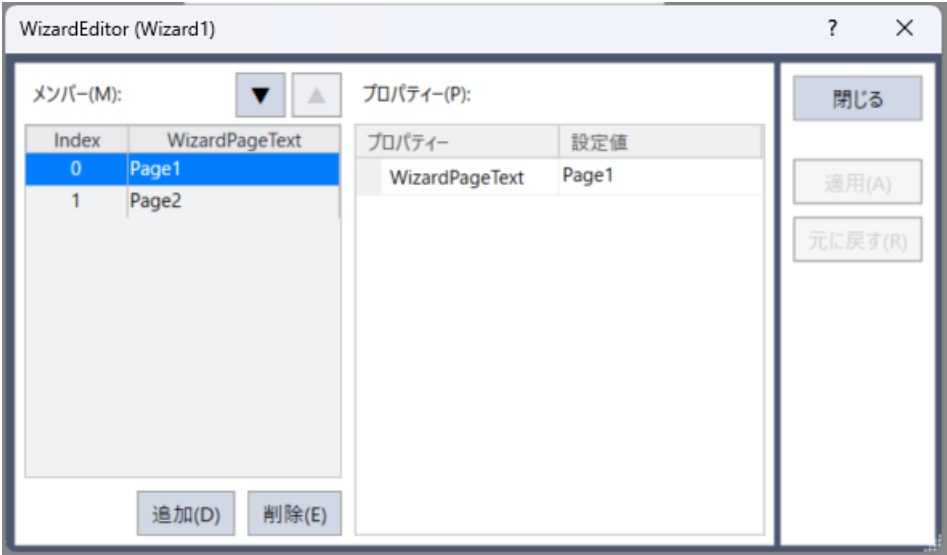 WizardEditor (Wizard1)
?
メンバー(M):
▼ ▲
プロパティー(P):
閉じる
Index WizardPageText
0 Page1
1 Page2
プロパティー 設定値
WizardPageText Page1
適用(A)
元に戻す(R)
追加(D) 削除(E)